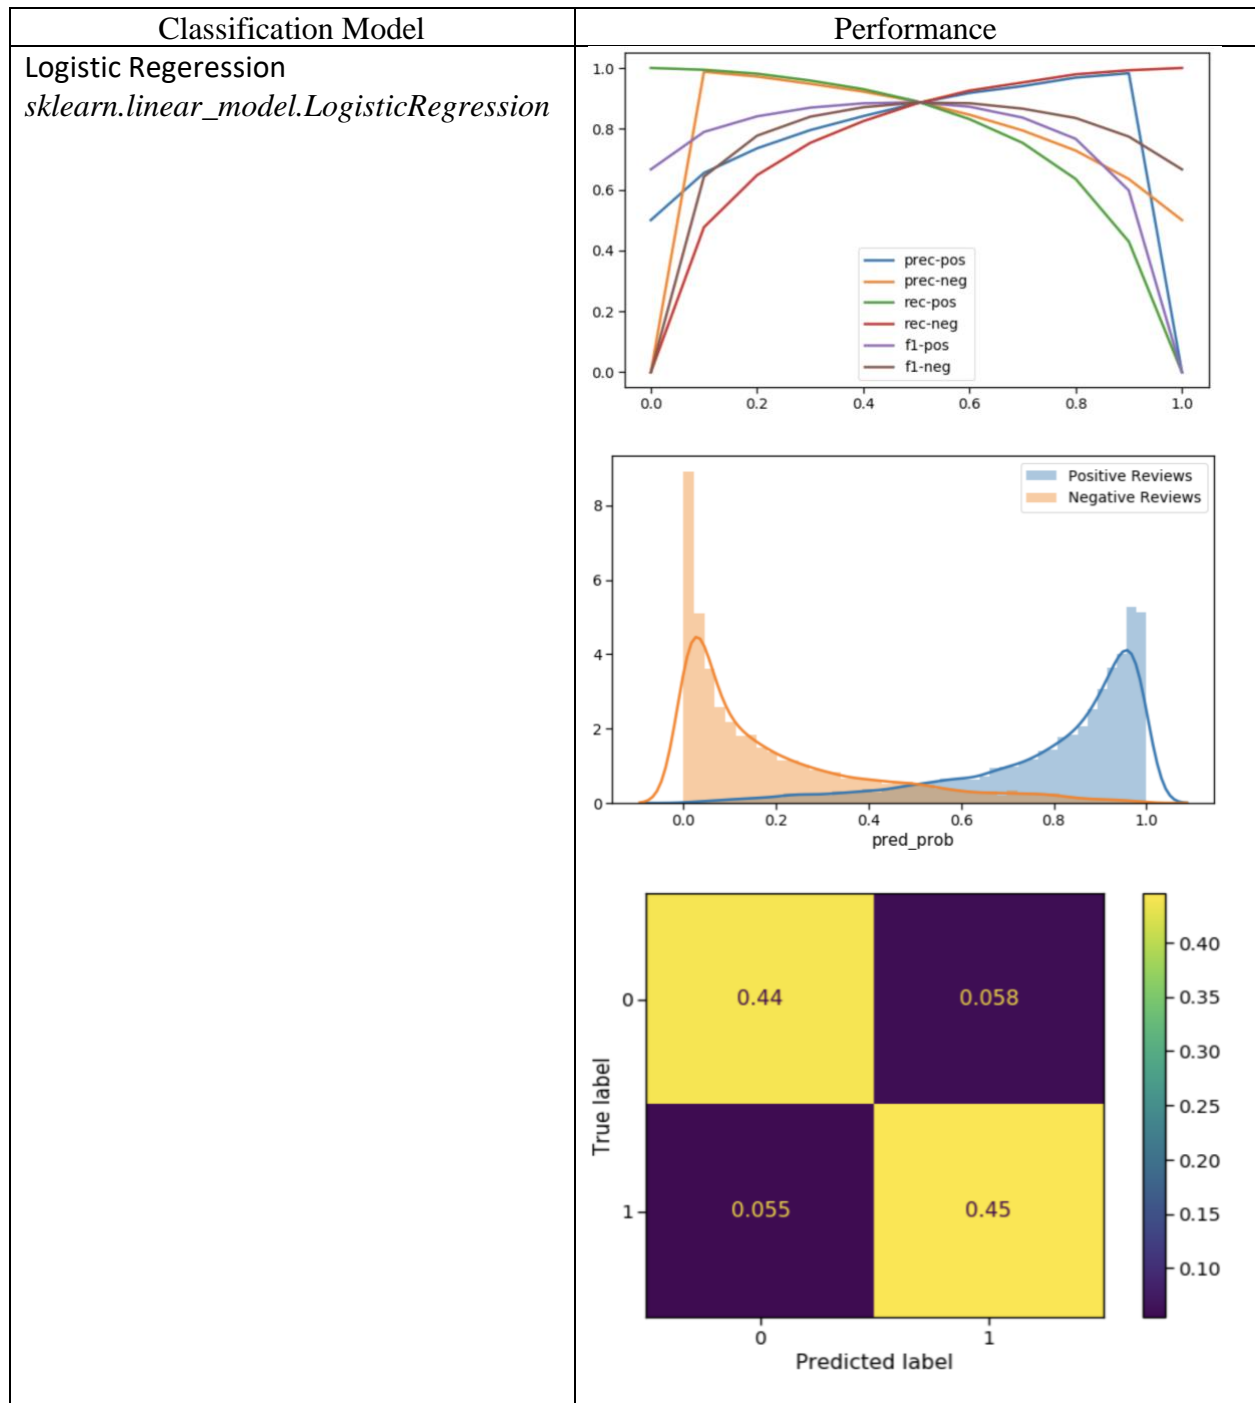 Classification Model
Performance
Logistic Regeression
sklearn.linear_model.LogisticRegression
1.0
0.8
0.6
0.4
0.2
0.0
prec-pos
prec-neg
rec-pos
rec-neg
f1-pos
f1-neg
0.0 0.2 0.4 0.6 0.8 1.0
Positive Reviews
Negative Reviews
8
6
4
2
0
0.0 0.2 0.4 0.6 0.8 1.0
pred_prob
True label
0
0.44 0.058
1
0.055 0.45
0 1
Predicted label
0.40
0.35
0.30
0.25
0.20
0.15
0.10